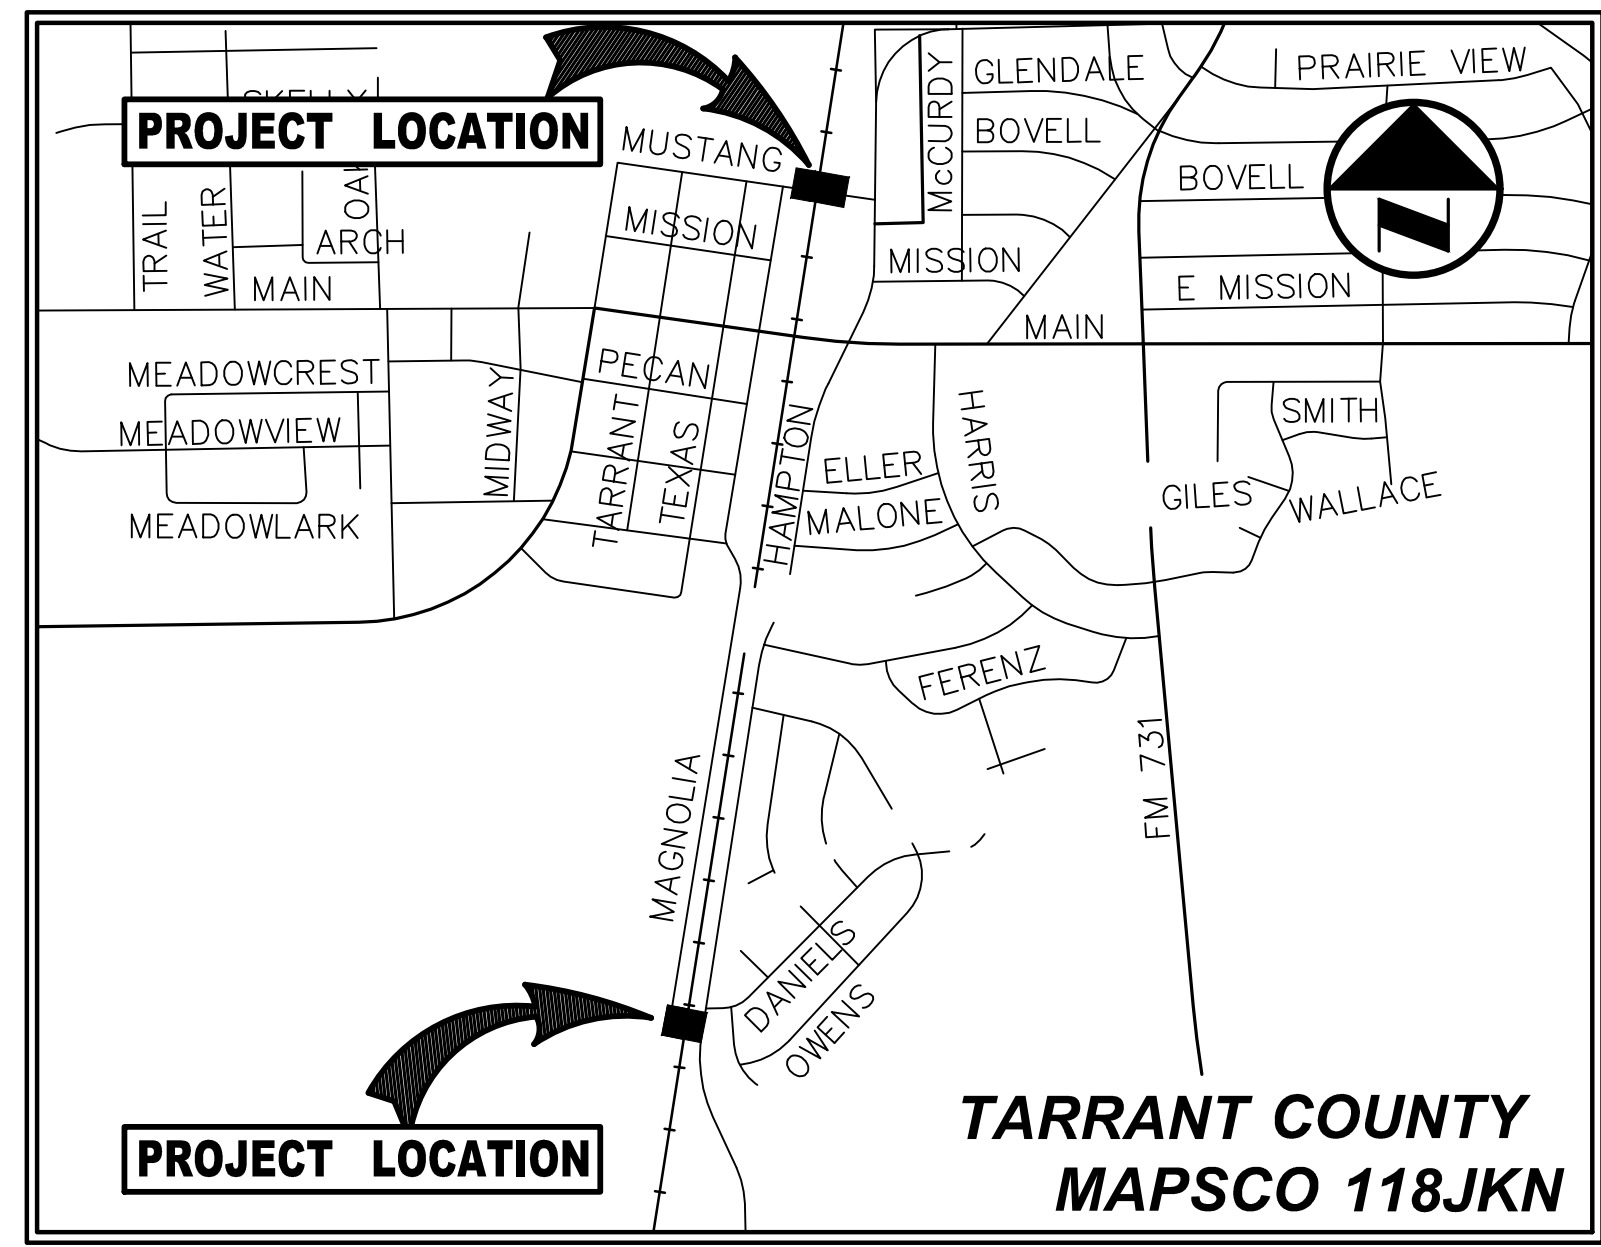 SKELLY
PROJECT LOCATION
MUSTANG
McCURDY
GLENDALE
BOVELL
PRAIRIE VIEW
BOVELL
TRAIL
WATER
OAK
ARCH
MAIN
MISSION
MISSION
E MISSION
N
MAIN
MEADOWCREST
MEADOWVIEW
MEADOWLARK
MIDWAY
PECAN
TARRANT
TEXAS
HAMPTON
ELLER
MALONE
HARRIS
SMITH
GILES
WALLACE
FERENZ
FM 731
MAGNOLIA
DANIELS
OWENS
PROJECT LOCATION
TARRANT COUNTY
MAPSCO 118JKN